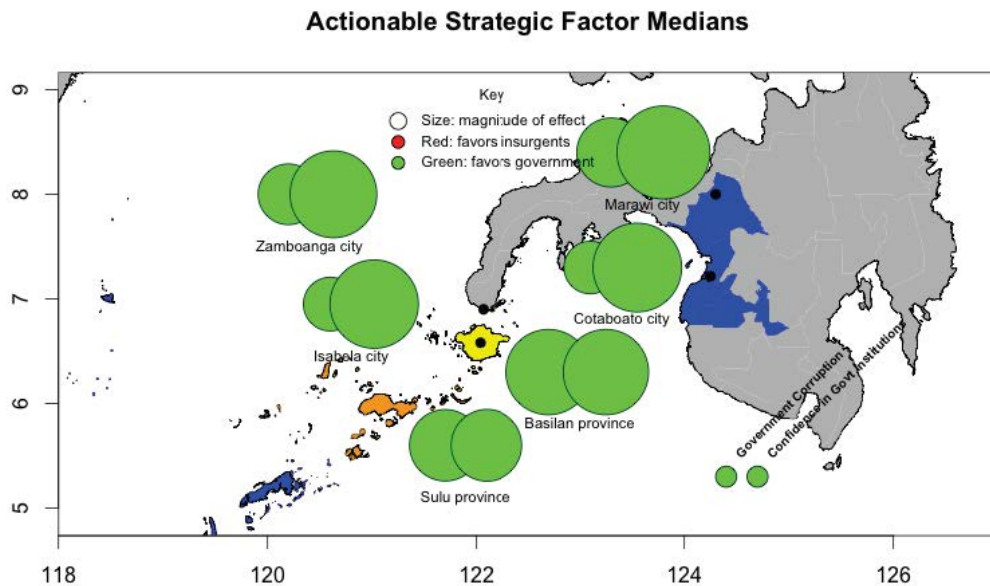 Actionable Strategic Factor Medians
Key
Size: magnitude of effect
Red: favors insurgents
Green: favors government
Marawi city
Zamboanga city
Cotaboato city
Isabela city
Basilan province
Sulu province
Government Corruption
Confidence in Govt Institutions
9
8
7
6
5
118
120
122
124
126